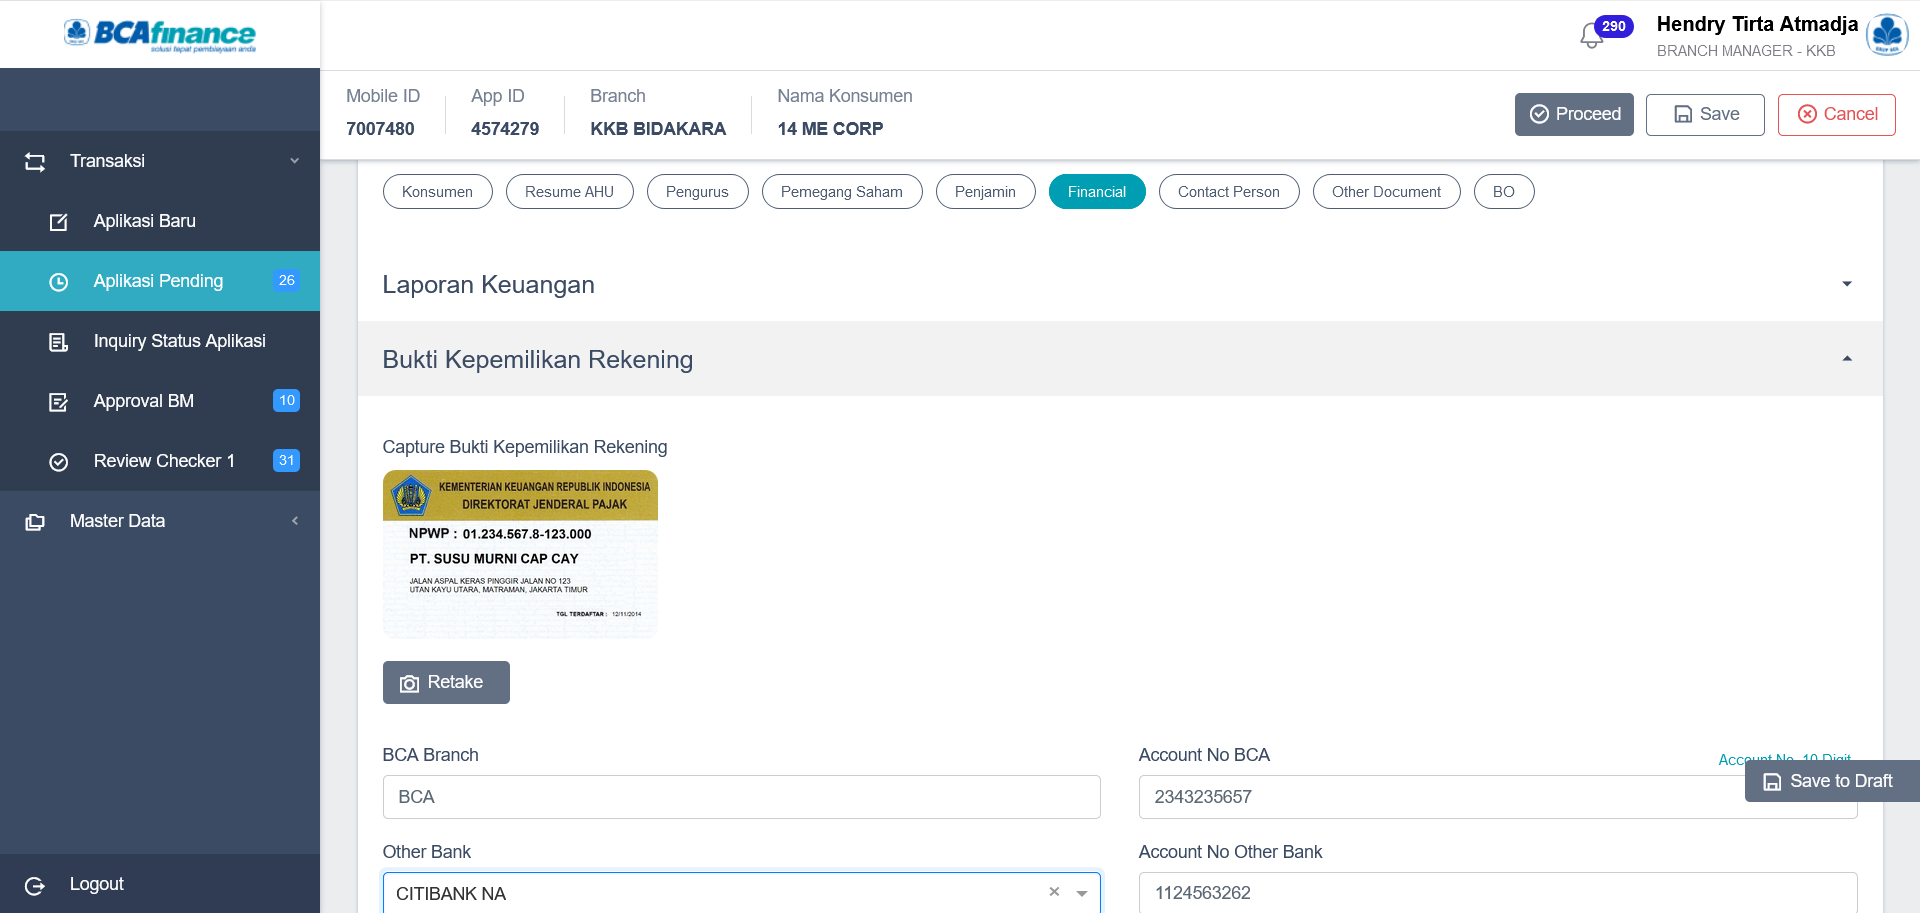 BCAfinance
solusi tepat pembiayaan anda
290
Hendry Tirta Atmadja
BRANCH MANAGER - KKB
Mobile ID
7007480
App ID
4574279
Branch
KKB BIDAKARA
Nama Konsumen
14 ME CORP
Proceed
Save
Cancel
Transaksi
Aplikasi Baru
Aplikasi Pending 26
Inquiry Status Aplikasi
Approval BM 10
Review Checker 1 31
Master Data
Logout
Konsumen
Resume AHU
Pengurus
Pemegang Saham
Penjamin
Financial
Contact Person
Other Document
BO
Laporan Keuangan
Bukti Kepemilikan Rekening
Capture Bukti Kepemilikan Rekening
KEMENTERIAN KEUANGAN REPUBLIK INDONESIA
DIREKTORAT JENDERAL PAJAK
NPWP : 01.234.567.8-123.000
PT. SUSU MURNI CAP CAY
JALAN ASPAL KERAS PINGGIR JALAN NO 123
UTAN KAYU UTARA, MATRAMAN, JAKARTA TIMUR
TGL TERDAFTAR : 12/11/2014
Retake
BCA Branch
BCA
Account No BCA
Account No. 10 Digit
2343235657
Save to Draft
Other Bank
CITIBANK NA
Account No Other Bank
1124563262